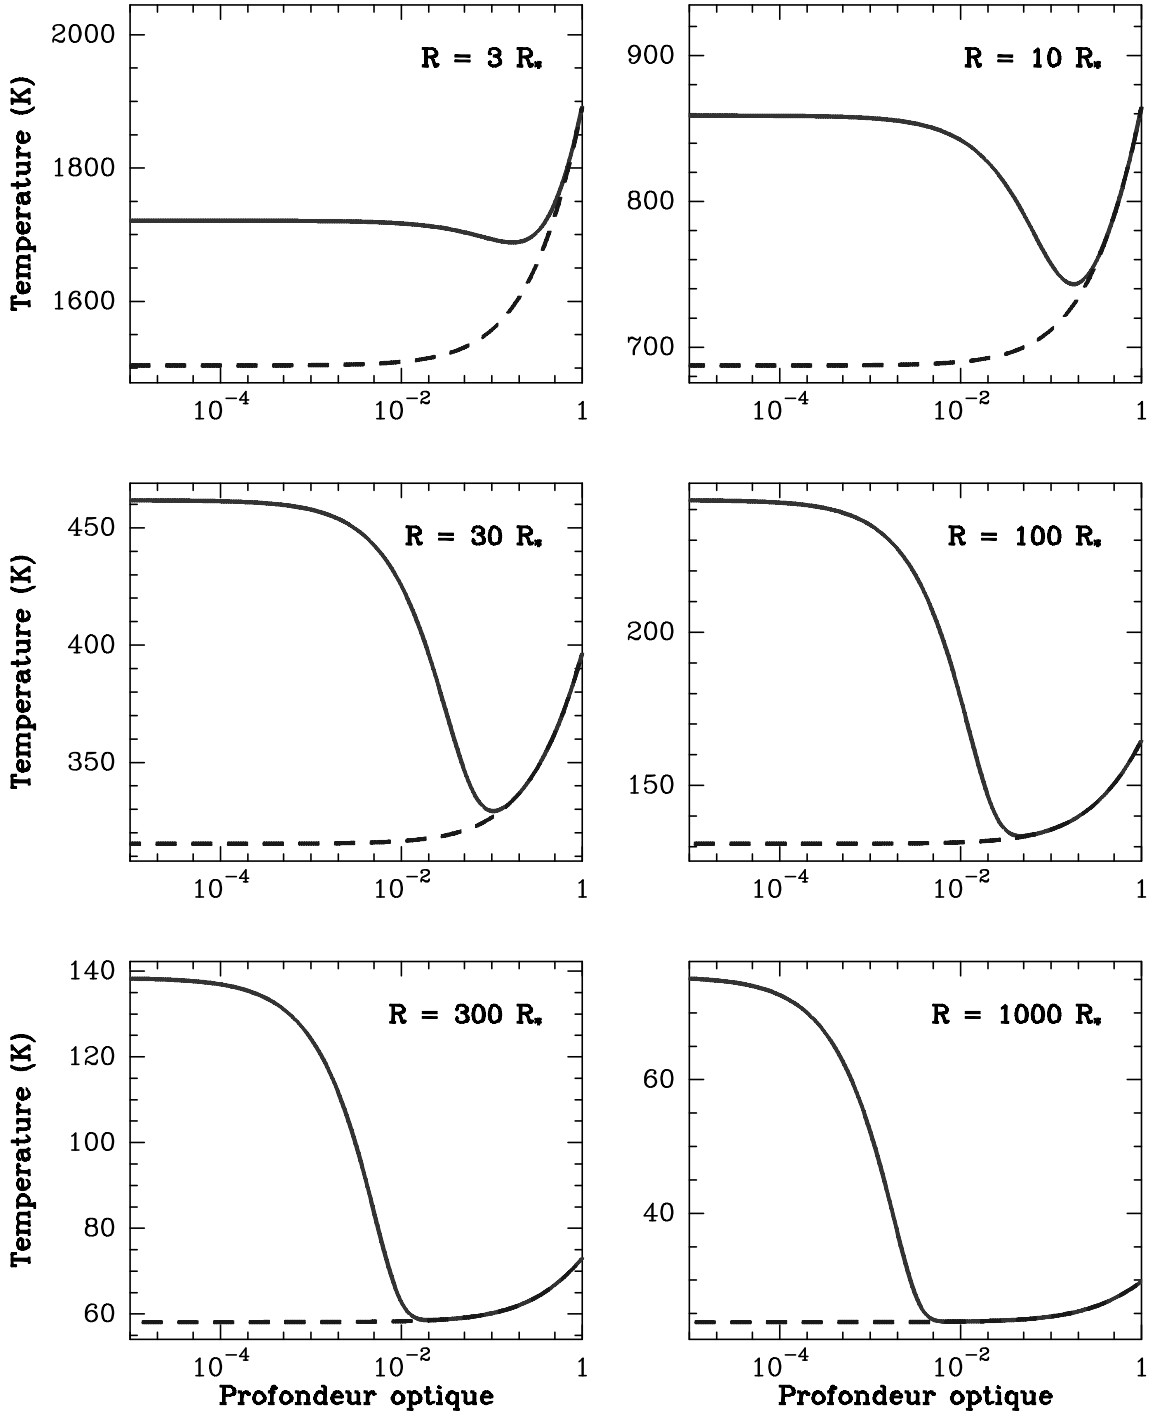 2000
1800
1600
Temperature (K)
R = 3 R*
10−4 10−2 1
900
800
700
R = 10 R*
10−4 10−2 1
450
400
350
Temperature (K)
R = 30 R*
10−4 10−2 1
200
150
R = 100 R*
10−4 10−2 1
140
120
100
80
60
Temperature (K)
R = 300 R*
10−4 10−2 1
Profondeur optique
60
40
R = 1000 R*
10−4 10−2 1
Profondeur optique